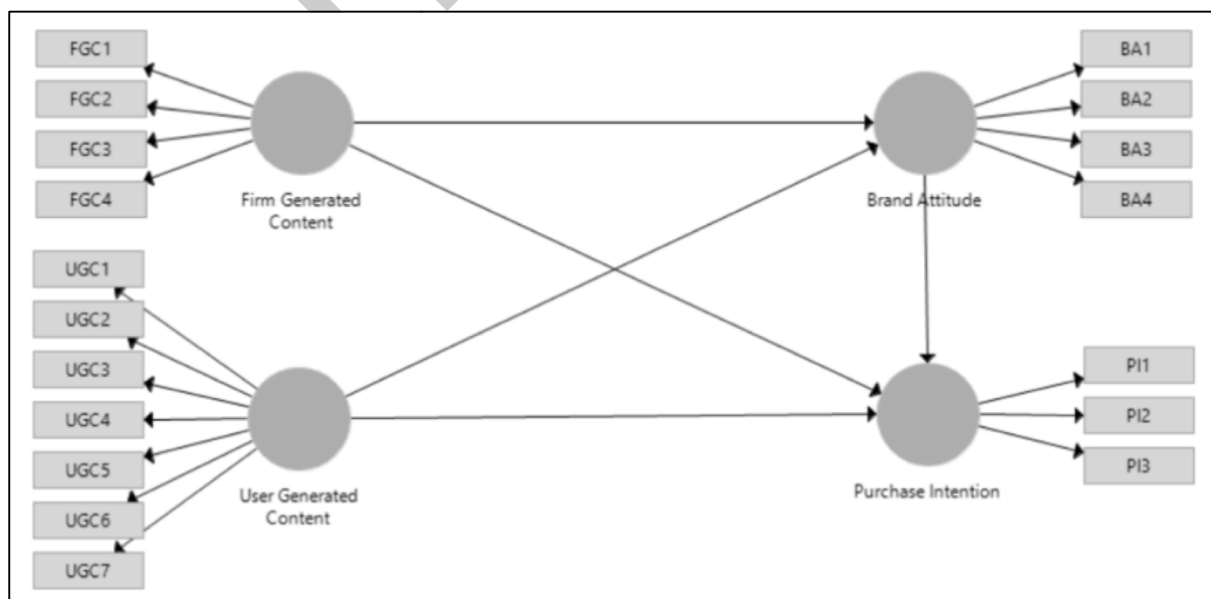 FGC1
FGC2
FGC3
FGC4
Firm Generated
Content
BA1
BA2
BA3
BA4
Brand Attitude
UGC1
UGC2
UGC3
UGC4
UGC5
UGC6
UGC7
User Generated
Content
PI1
PI2
PI3
Purchase Intention